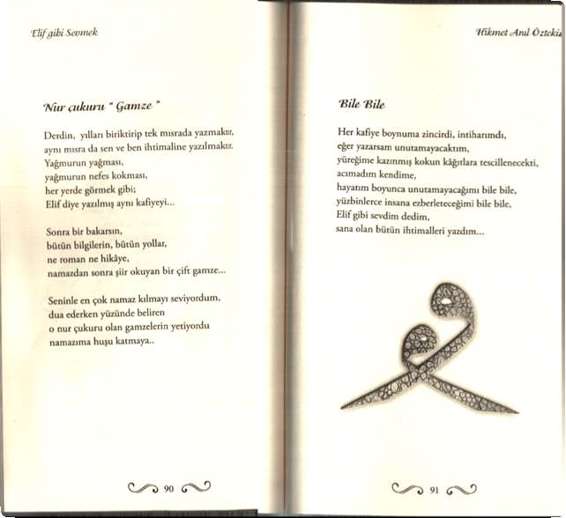 Elif gibi Sevmek
Nur çukuru " Gamze "
Derdin, yılları biriktirip tek mısrada yazmaktır,
aynı mısra da sen ve ben ihtimaline yazılmaktır.
Yağmurun yağması,
yağmurun nefes kokması,
her yerde görmek gibi;
Elif diye yazılmış aynı kafiyeyi...
Sonra bir bakarsın,
bütün bilgilerin, bütün yollar,
ne roman ne hikâye,
namazdan sonra şiir okuyan bir çift gamze...
Seninle en çok namaz kılmayı seviyordum,
dua ederken yüzünde beliren
o nur çukuru olan gamzelerin yetiyordu
namazıma huşu katmaya..
90
Hikmet Anıl Öztekin
Bile Bile
Her kafiye boynuma zincirdi, intiharımdı,
eğer yazarsam unutamayacaktım,
yüreğime kazınmış kokun kâğıtlara tescillenecekti,
acımadım kendime,
hayatım boyunca unutamayacağımı bile bile,
yüzbinlerce insana ezberleteceğimi bile bile,
Elif gibi sevdim dedim,
sana olan bütün ihtimalleri yazdım...
91